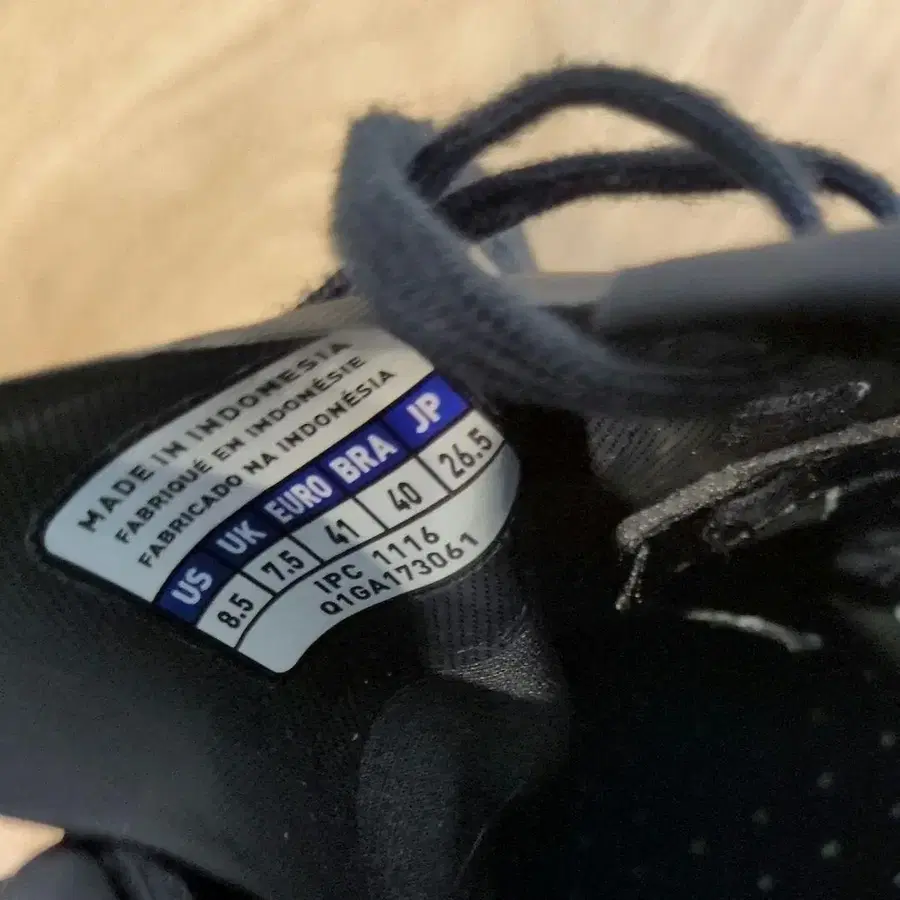 MADE IN INDONESIA
FABRIQUÉ EN INDONÉSIE
FABRICADO NA INDONÉSIA
US UK EURO BRA JP
8.5 7.5 41 40 26.5
IPC 1116
Q1GA173061